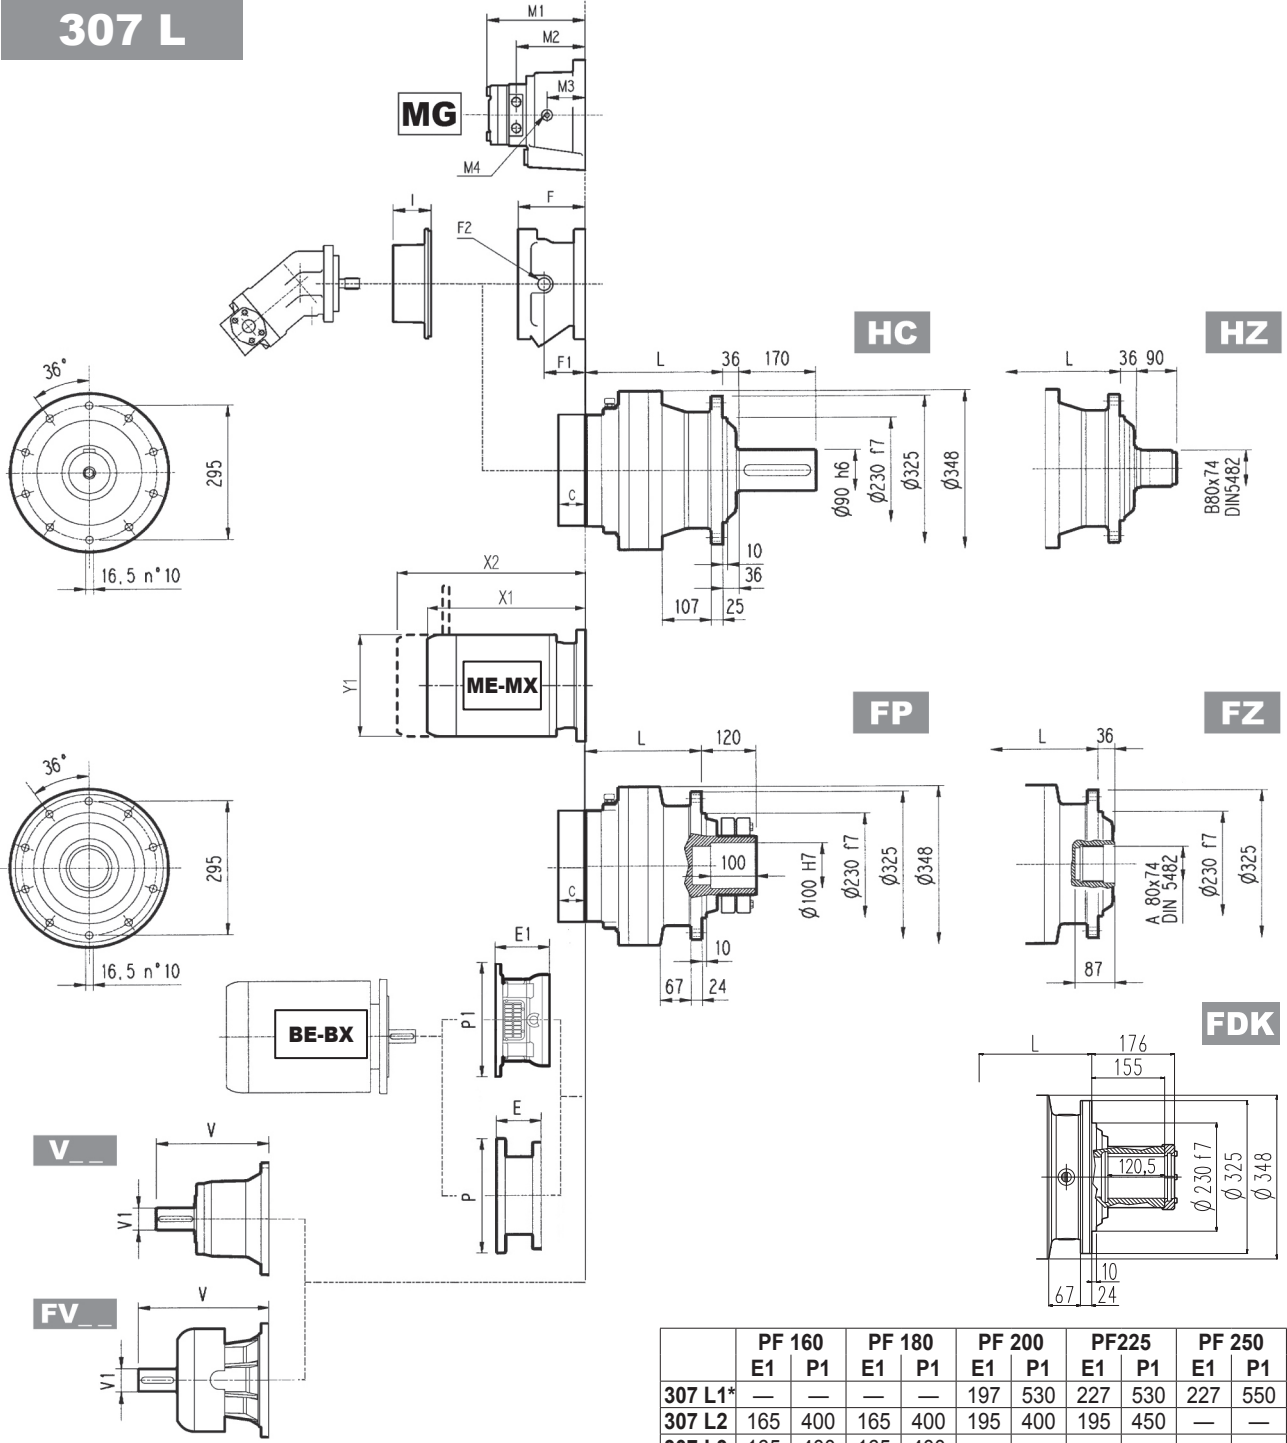 307 L
M1
M2
M3
MG
M4
I
F
F2
HC
HZ
F1
L
36
170
L
36
90
36°
295
16,5 n°10
C
Ø90 h6
Ø230 f7
Ø325
Ø348
B80x74
DIN5482
10
36
107
25
X2
X1
Y1
ME-MX
FP
FZ
L
120
L
36
36°
295
16,5 n°10
C
100
Ø100 H7
Ø230 f7
Ø325
Ø348
A 80x74
DIN 5482
Ø230 f7
Ø325
10
67
24
87
E1
P1
BE-BX
FDK
L
176
155
120,5
Ø 230 f7
Ø 325
Ø 348
10
67
24
E
P
V_ _
V
V1
FV_ _
V
V1
PF 160 PF 180 PF 200 PF225 PF 250
E1 P1 E1 P1 E1 P1 E1 P1 E1 P1
307 L1* — — — — 197 530 227 530 227 550
307 L2 165 400 165 400 195 400 195 450 — —